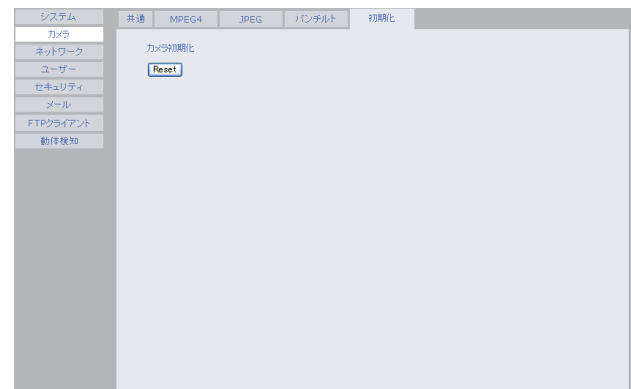 システム
カメラ
ネットワーク
ユーザー
セキュリティ
メール
FTPクライアント
動体検知
共通 MPEG4 JPEG パンチルト 初期化
カメラ初期化
Reset